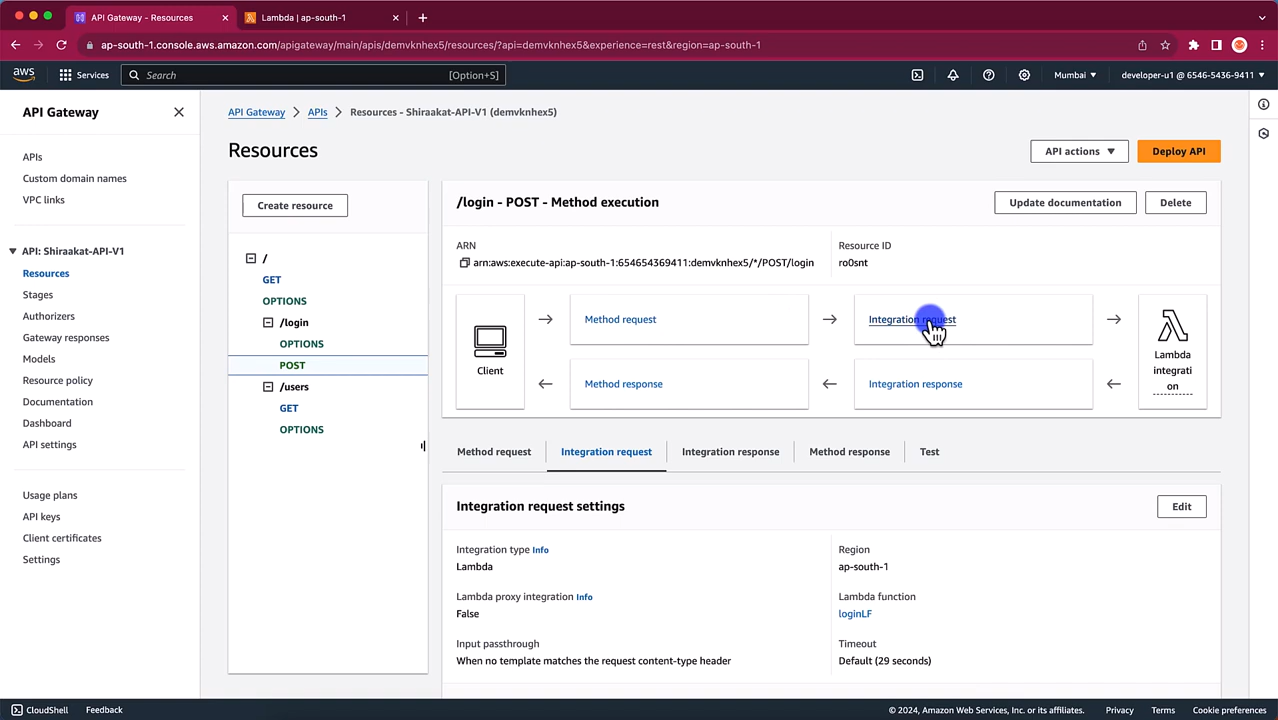 API Gateway - Resources
Lambda | ap-south-1
ap-south-1.console.aws.amazon.com/apigateway/main/apis/demvknhex5/resources/?api=demvknhex5&experience=rest&region=ap-south-1
aws
Services
Search
[Option+S]
Mumbai
developer-u1 @ 6546-5436-9411
API Gateway
APIs
Custom domain names
VPC links
API: Shiraakat-API-V1
Resources
Stages
Authorizers
Gateway responses
Models
Resource policy
Documentation
Dashboard
API settings
Usage plans
API keys
Client certificates
Settings
API Gateway
APIs
Resources - Shiraakat-API-V1 (demvknhex5)
Resources
API actions
Deploy API
Create resource
/
GET
OPTIONS
/login
OPTIONS
POST
/users
GET
OPTIONS
/login - POST - Method execution
Update documentation
Delete
ARN
arn:aws:execute-api:ap-south-1:654654369411:demvknhex5/*/POST/login
Resource ID
ro0snt
Client
Method request
Integration request
Method response
Integration response
Lambda
integrati
on
Method request
Integration request
Integration response
Method response
Test
Integration request settings
Edit
Integration type Info
Lambda
Region
ap-south-1
Lambda proxy integration Info
False
Lambda function
loginLF
Input passthrough
When no template matches the request content-type header
Timeout
Default (29 seconds)
CloudShell
Feedback
© 2024, Amazon Web Services, Inc. or its affiliates.
Privacy
Terms
Cookie preferences